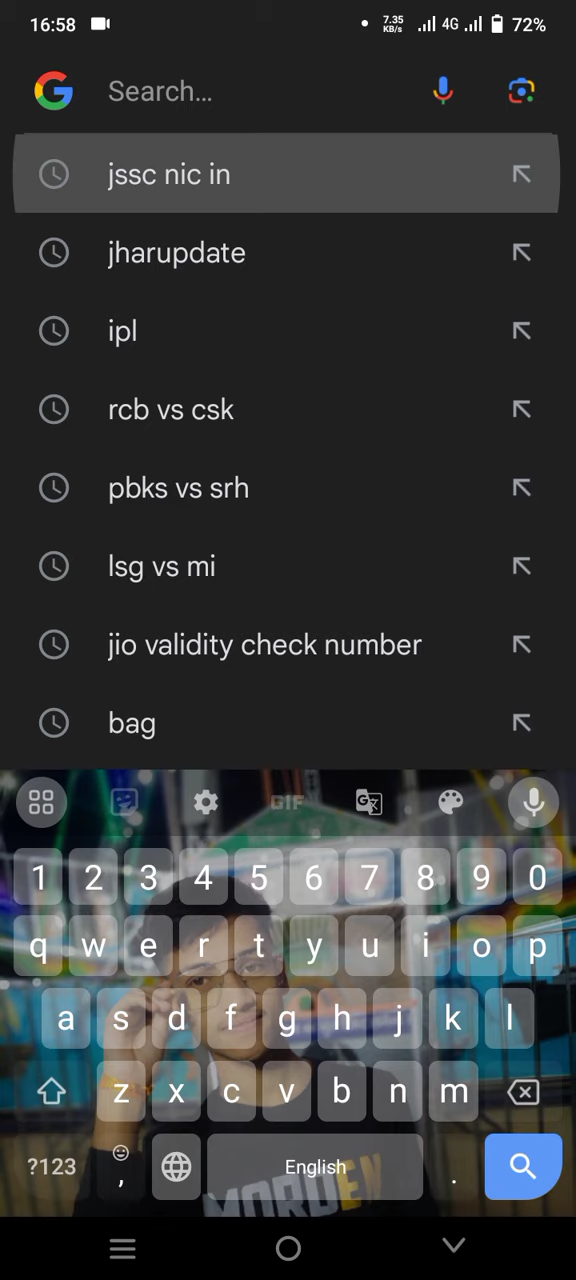 16:58
7.35
KB/s
4G
72%
Search...
jssc nic in
jharupdate
ipl
rcb vs csk
pbks vs srh
lsg vs mi
jio validity check number
bag
GIF
1 2 3 4 5 6 7 8 9 0
q w e r t y u i o p
a s d f g h j k l
z x c v b n m
?123 , English .
MORDEN